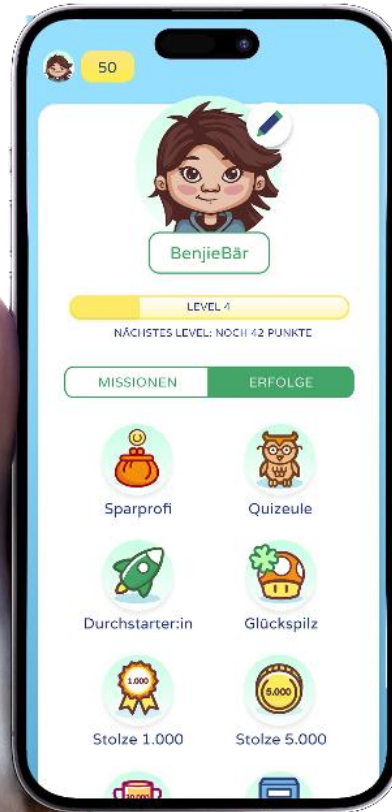 50
BenjieBär
LEVEL 4
NÄCHSTES LEVEL: NOCH 42 PUNKTE
MISSIONEN ERFOLGE
Sparprofi Quizeule
Durchstarter:in Glückspilz
1.000 5.000
Stolze 1.000 Stolze 5.000